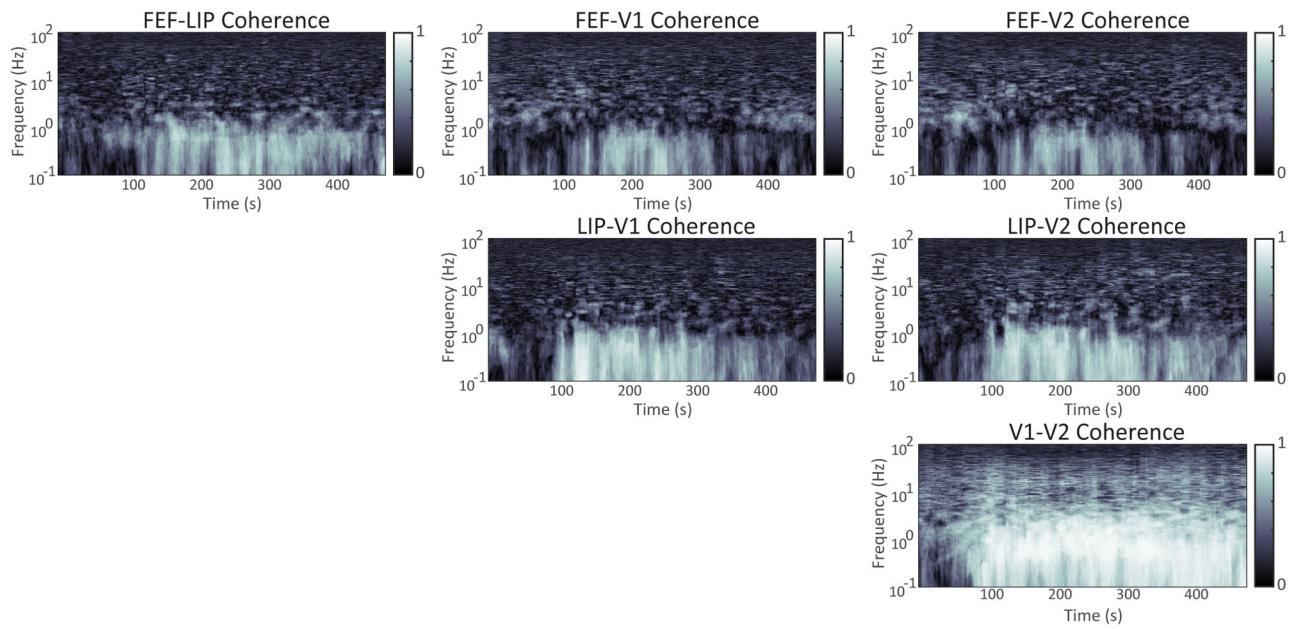 FEF-LIP Coherence
10^2
1
Frequency (Hz)
10^1
10^0
10^-1
0
100 200 300 400
Time (s)
FEF-V1 Coherence
10^2
1
Frequency (Hz)
10^1
10^0
10^-1
0
100 200 300 400
Time (s)
FEF-V2 Coherence
10^2
1
Frequency (Hz)
10^1
10^0
10^-1
0
100 200 300 400
Time (s)
LIP-V1 Coherence
10^2
1
Frequency (Hz)
10^1
10^0
10^-1
0
100 200 300 400
Time (s)
LIP-V2 Coherence
10^2
1
Frequency (Hz)
10^1
10^0
10^-1
0
100 200 300 400
Time (s)
V1-V2 Coherence
10^2
1
Frequency (Hz)
10^1
10^0
10^-1
0
100 200 300 400
Time (s)